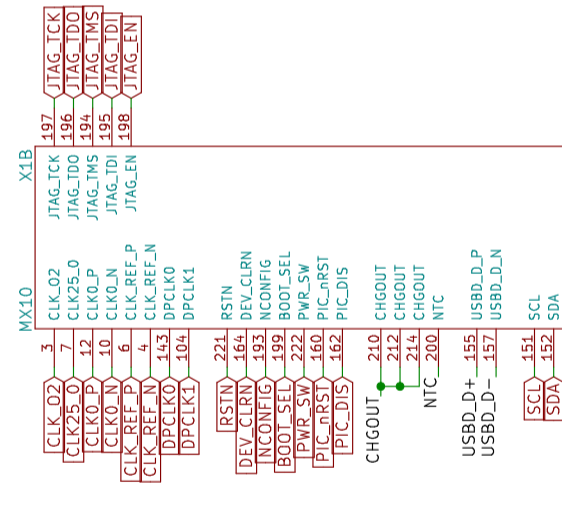 JTAG_TCK
JTAG_TDO
JTAG_TMS
JTAG_TDI
JTAG_EN
197
196
194
195
198
X1B
JTAG_TCK
JTAG_TDO
JTAG_TMS
JTAG_TDI
JTAG_EN
MX10
CLK_O2
CLK25_O
CLK0_P
CLK0_N
CLK_REF_P
CLK_REF_N
DPCLK0
DPCLK1
RSTN
DEV_CLRN
NCONFIG
BOOT_SEL
PWR_SW
PIC_nRST
PIC_DIS
CHGOUT
CHGOUT
CHGOUT
NTC
USBD_D_P
USBD_D_N
SCL
SDA
3
7
12
10
6
4
143
104
221
164
193
199
222
160
162
210
212
214
200
155
157
151
152
CLK_O2
CLK25_O
CLK0_P
CLK0_N
CLK_REF_P
CLK_REF_N
DPCLK0
DPCLK1
RSTN
DEV_CLRN
NCONFIG
BOOT_SEL
PWR_SW
PIC_nRST
PIC_DIS
CHGOUT
NTC
USBD_D+
USBD_D-
SCL
SDA